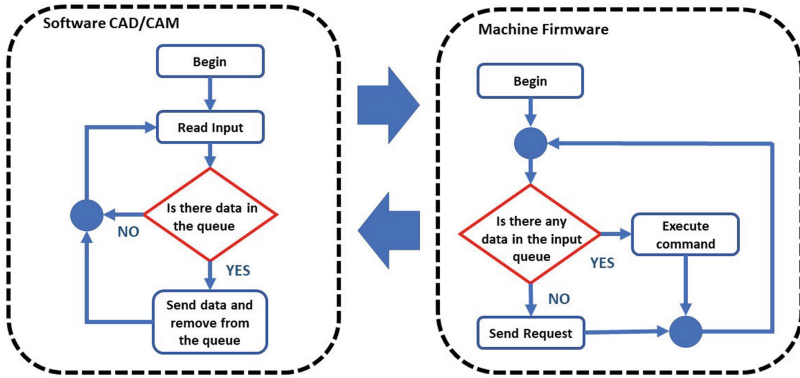 Software CAD/CAM
Begin
Read Input
Is there data in
the queue
NO
YES
Send data and
remove from
the queue
Machine Firmware
Begin
Is there any
data in the input
queue
YES
Execute
command
NO
Send Request